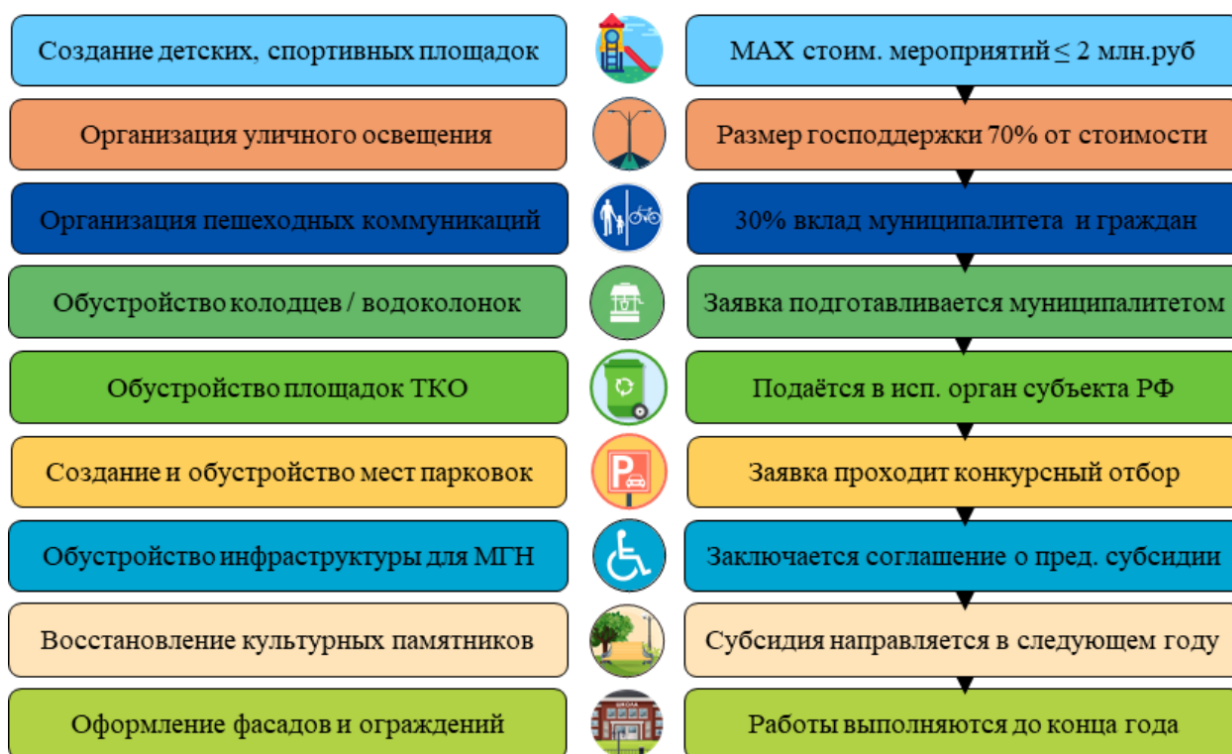 Создание детских, спортивных площадок
МАХ стоим. мероприятий ≤ 2 млн.руб
Организация уличного освещения
Размер господдержки 70% от стоимости
Организация пешеходных коммуникаций
30% вклад муниципалитета и граждан
Обустройство колодцев / водоколонок
Заявка подготавливается муниципалитетом
Обустройство площадок ТКО
Подаётся в исп. орган субъекта РФ
Создание и обустройство мест парковок
P
Заявка проходит конкурсный отбор
Обустройство инфраструктуры для МГН
Заключается соглашение о пред. субсидии
Восстановление культурных памятников
Субсидия направляется в следующем году
Оформление фасадов и ограждений
ШКОЛА
Работы выполняются до конца года